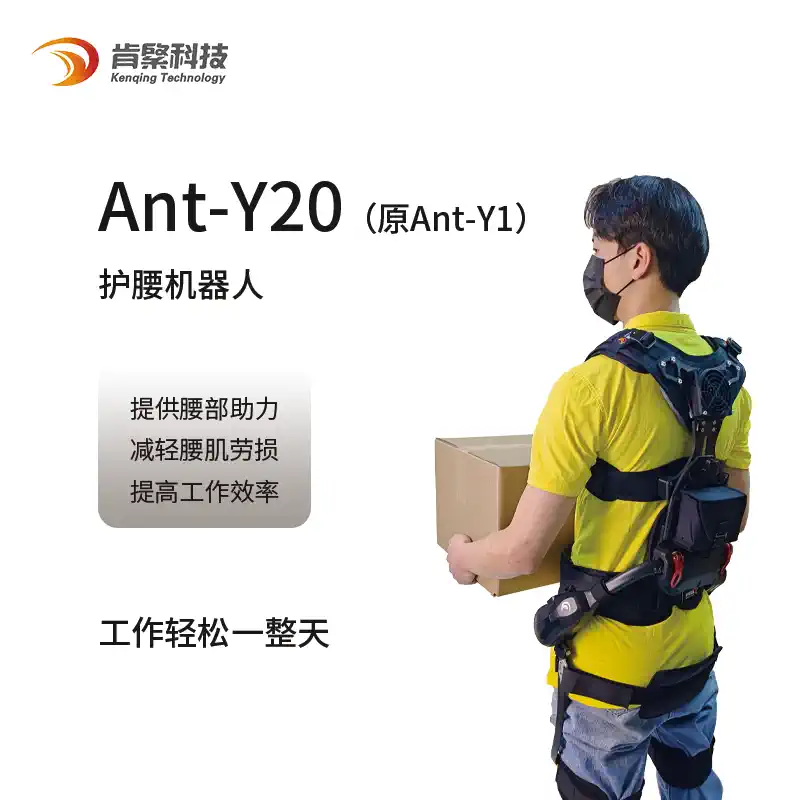 肯綮科技
Kenqing Technology
Ant-Y20（原Ant-Y1）
护腰机器人
提供腰部助力
减轻腰肌劳损
提高工作效率
工作轻松一整天